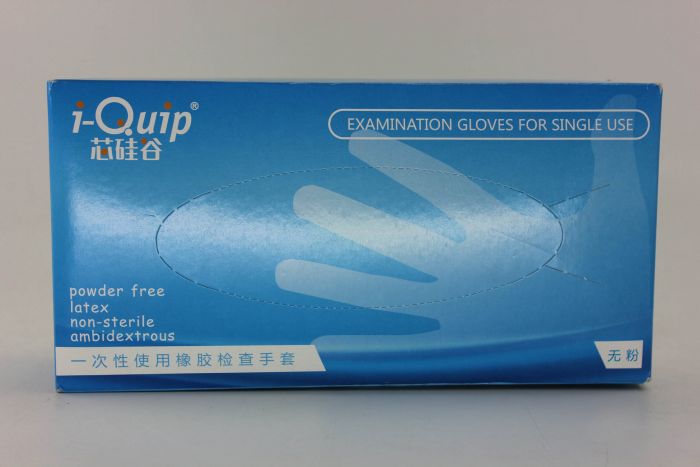 i-Quip®
芯硅谷
EXAMINATION GLOVES FOR SINGLE USE
powder free
latex
non-sterile
ambidextrous
一次性使用橡胶检查手套
无粉